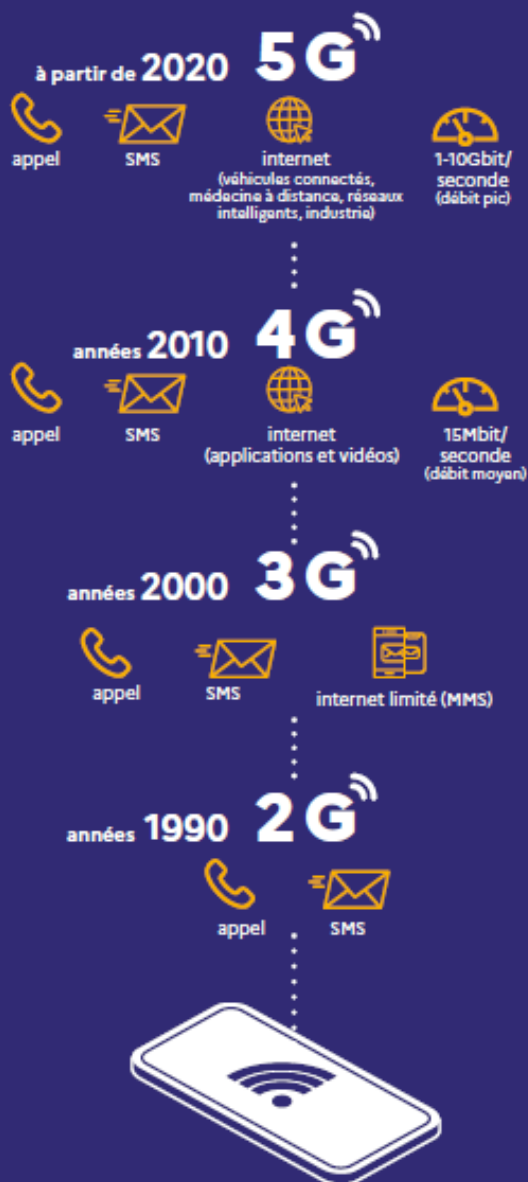 à partir de 2020 5G
appel
SMS
internet
(véhicules connectés,
médecine à distance, réseaux
intelligents, industrie)
1-10Gbit/
seconde
(débit pic)
années 2010 4G
appel
SMS
internet
(applications et vidéos)
15Mbit/
seconde
(débit moyen)
années 2000 3G
appel
SMS
internet limité (MMS)
années 1990 2G
appel
SMS